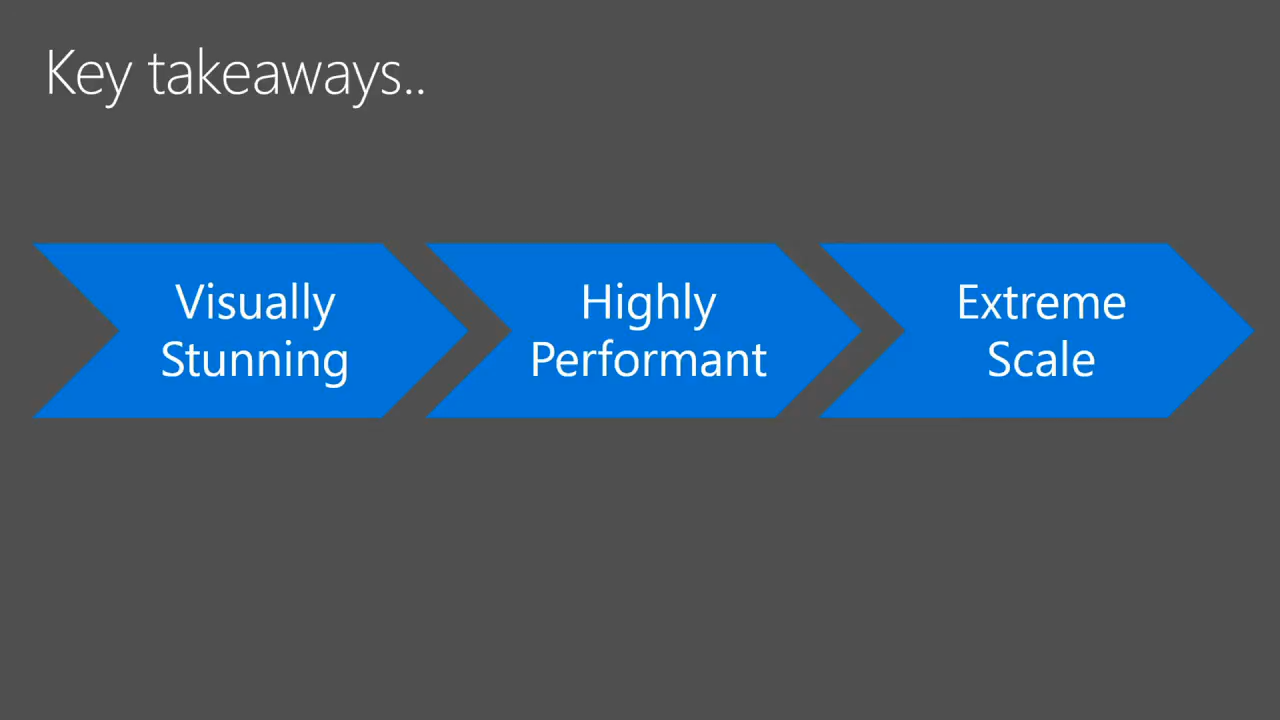 Key takeaways..
Visually
Stunning
Highly
Performant
Extreme
Scale